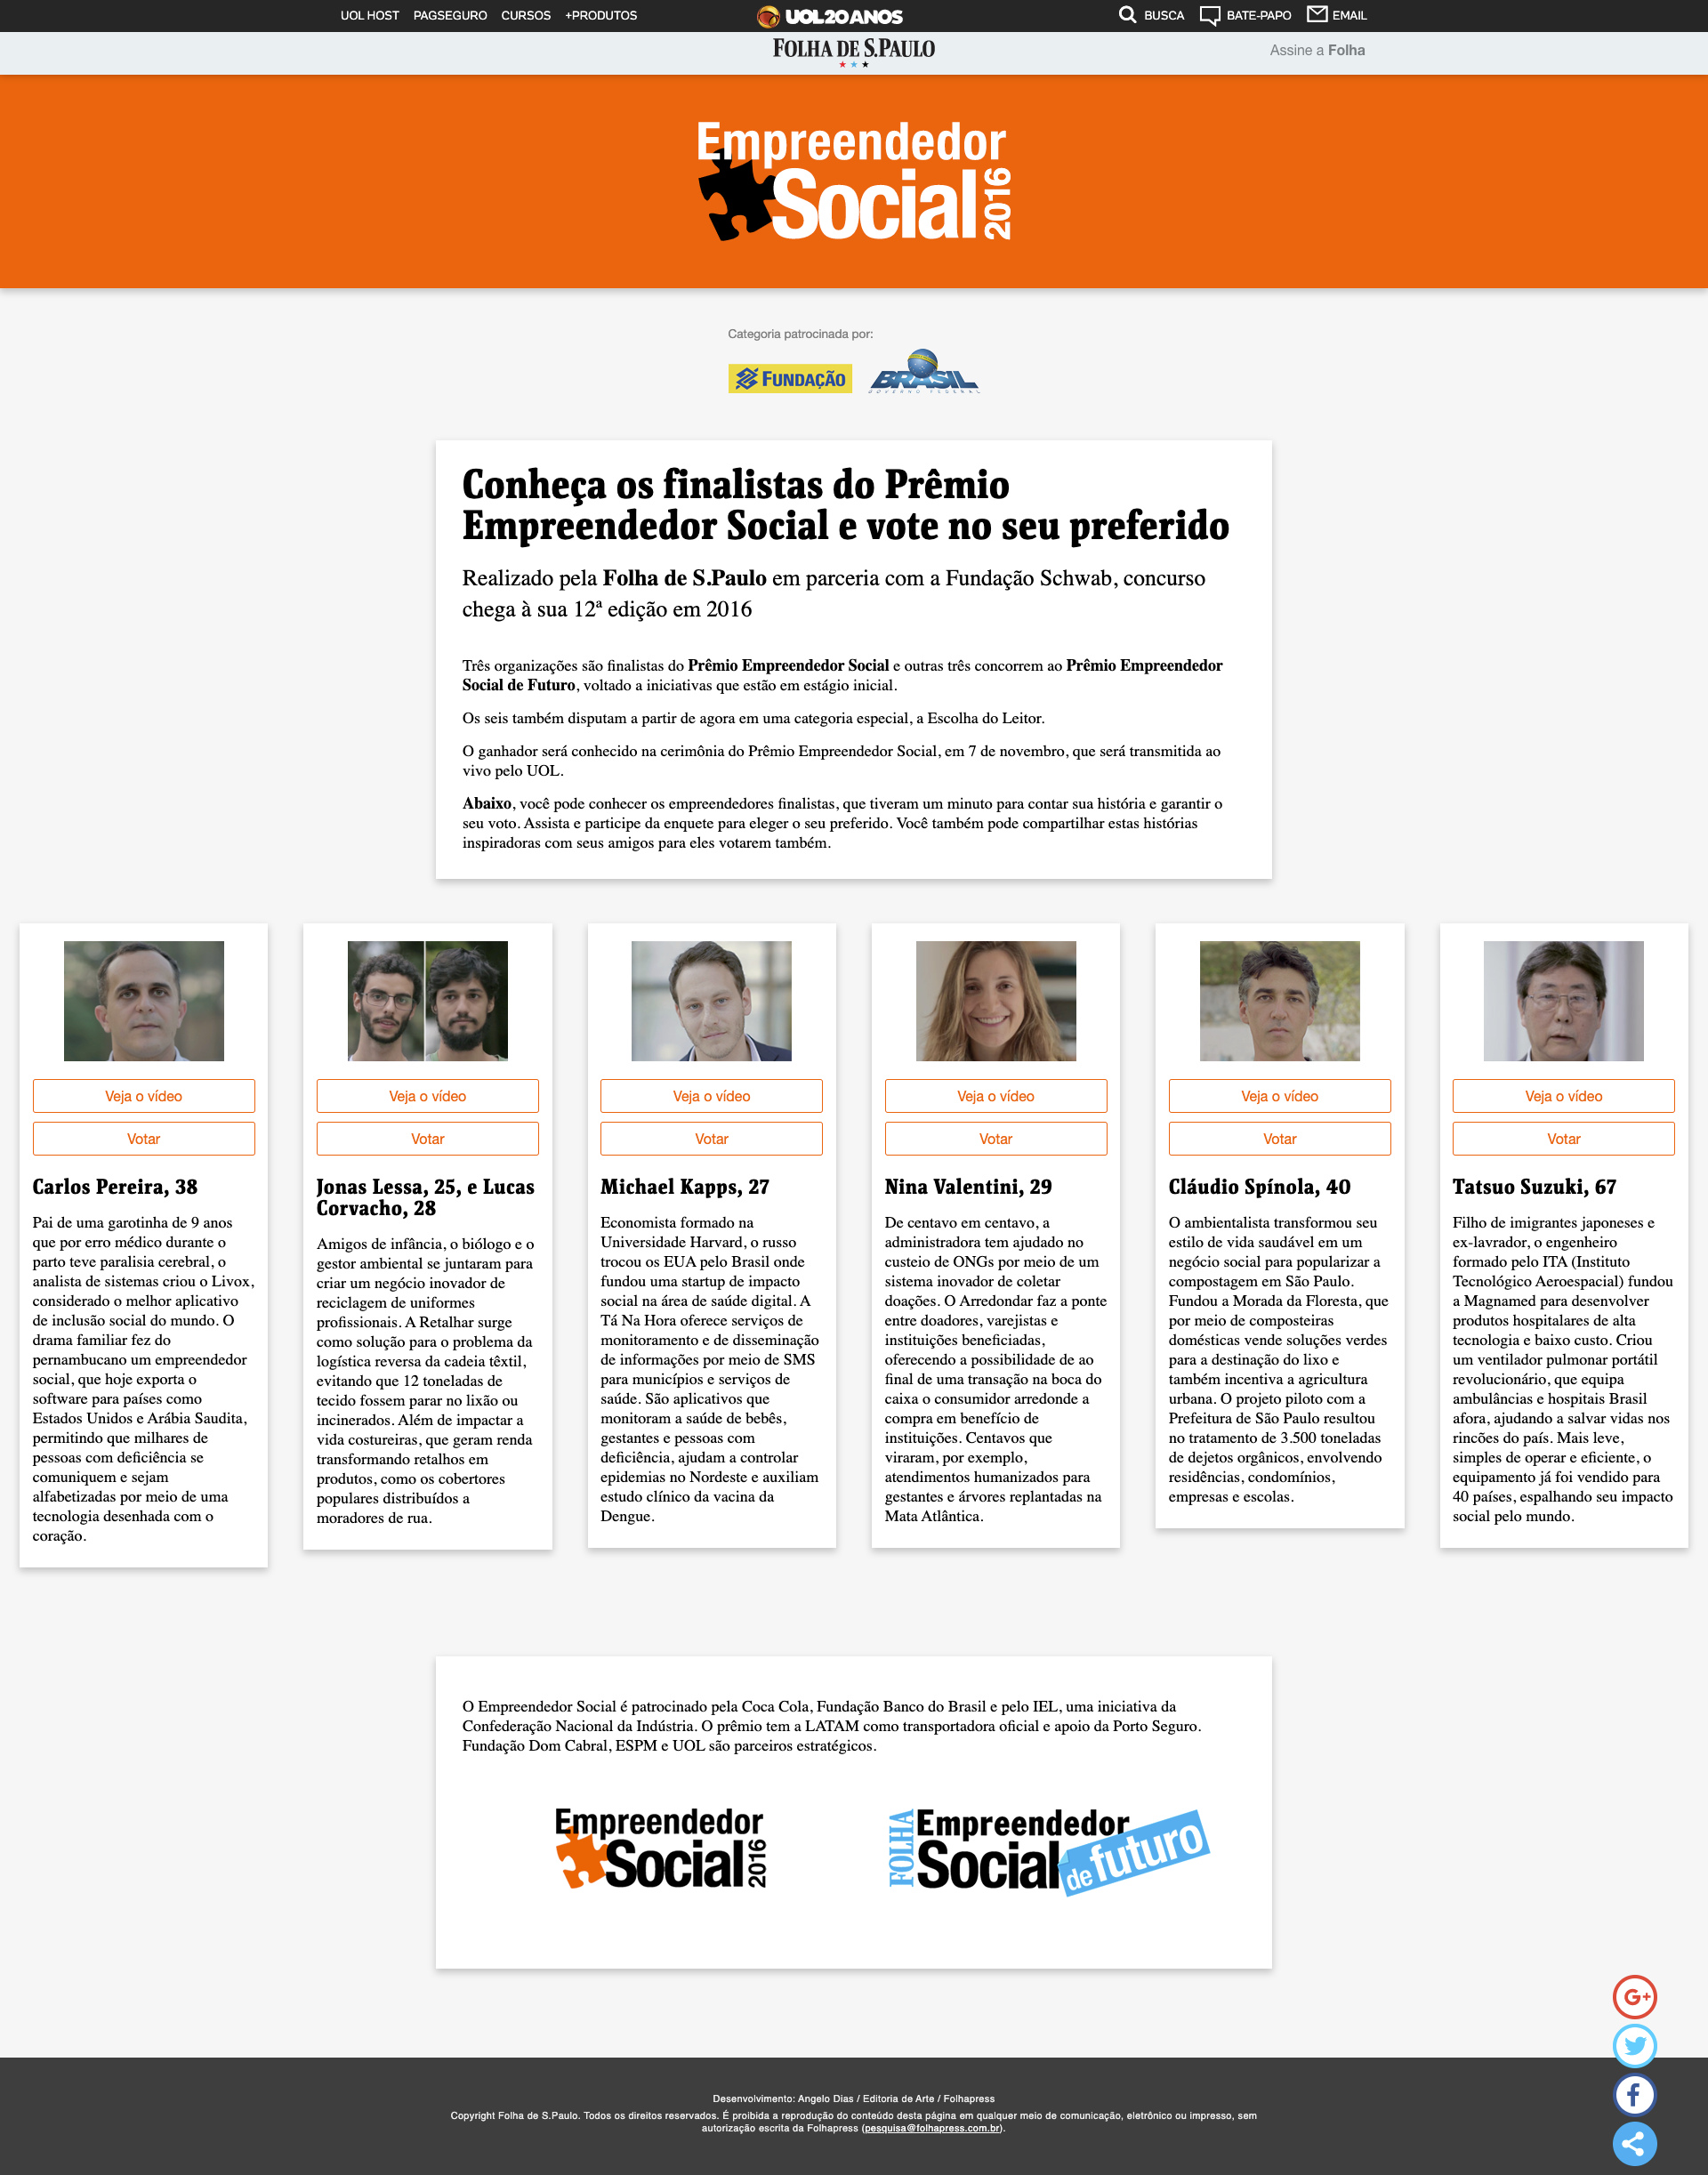 UOL HOST PAGSEGURO CURSOS +PRODUTOS
UOL 20 ANOS
BUSCA BATE-PAPO EMAIL
FOLHA DE S.PAULO
Assine a Folha
Empreendedor
Social
2016
Categoria patrocinada por:
FUNDAÇÃO
BRASIL
GOVERNO FEDERAL
Conheça os finalistas do Prêmio
Empreendedor Social e vote no seu preferido
Realizado pela Folha de S.Paulo em parceria com a Fundação Schwab, concurso
chega à sua 12ª edição em 2016
Três organizações são finalistas do Prêmio Empreendedor Social e outras três concorrem ao Prêmio Empreendedor
Social de Futuro, voltado a iniciativas que estão em estágio inicial.
Os seis também disputam a partir de agora em uma categoria especial, a Escolha do Leitor.
O ganhador será conhecido na cerimônia do Prêmio Empreendedor Social, em 7 de novembro, que será transmitida ao
vivo pelo UOL.
Abaixo, você pode conhecer os empreendedores finalistas, que tiveram um minuto para contar sua história e garantir o
seu voto. Assista e participe da enquete para eleger o seu preferido. Você também pode compartilhar estas histórias
inspiradoras com seus amigos para eles votarem também.
Veja o vídeo
Votar
Carlos Pereira, 38
Pai de uma garotinha de 9 anos
que por erro médico durante o
parto teve paralisia cerebral, o
analista de sistemas criou o Livox,
considerado o melhor aplicativo
de inclusão social do mundo. O
drama familiar fez do
pernambucano um empreendedor
social, que hoje exporta o
software para países como
Estados Unidos e Arábia Saudita,
permitindo que milhares de
pessoas com deficiência se
comuniquem e sejam
alfabetizadas por meio de uma
tecnologia desenhada com o
coração.
Veja o vídeo
Votar
Jonas Lessa, 25, e Lucas
Corvacho, 28
Amigos de infância, o biólogo e o
gestor ambiental se juntaram para
criar um negócio inovador de
reciclagem de uniformes
profissionais. A Retalhar surge
como solução para o problema da
logística reversa da cadeia têxtil,
evitando que 12 toneladas de
tecido fossem parar no lixão ou
incinerados. Além de impactar a
vida costureiras, que geram renda
transformando retalhos em
produtos, como os cobertores
populares distribuídos a
moradores de rua.
Veja o vídeo
Votar
Michael Kapps, 27
Economista formado na
Universidade Harvard, o russo
trocou os EUA pelo Brasil onde
fundou uma startup de impacto
social na área de saúde digital. A
Tá Na Hora oferece serviços de
monitoramento e de disseminação
de informações por meio de SMS
para municípios e serviços de
saúde. São aplicativos que
monitoram a saúde de bebês,
gestantes e pessoas com
deficiência, ajudam a controlar
epidemias no Nordeste e auxiliam
estudo clínico da vacina da
Dengue.
Veja o vídeo
Votar
Nina Valentini, 29
De centavo em centavo, a
administradora tem ajudado no
custeio de ONGs por meio de um
sistema inovador de coletar
doações. O Arredondar faz a ponte
entre doadores, varejistas e
instituições beneficiadas,
oferecendo a possibilidade de ao
final de uma transação na boca do
caixa o consumidor arredonde a
compra em benefício de
instituições. Centavos que
viraram, por exemplo,
atendimentos humanizados para
gestantes e árvores replantadas na
Mata Atlântica.
Veja o vídeo
Votar
Cláudio Spínola, 40
O ambientalista transformou seu
estilo de vida saudável em um
negócio social para popularizar a
compostagem em São Paulo.
Fundou a Morada da Floresta, que
por meio de composteiras
domésticas vende soluções verdes
para a destinação do lixo e
também incentiva a agricultura
urbana. O projeto piloto com a
Prefeitura de São Paulo resultou
no tratamento de 3.500 toneladas
de dejetos orgânicos, envolvendo
residências, condomínios,
empresas e escolas.
Veja o vídeo
Votar
Tatsuo Suzuki, 67
Filho de imigrantes japoneses e
ex-lavrador, o engenheiro
formado pelo ITA (Instituto
Tecnológico Aeroespacial) fundou
a Magnamed para desenvolver
produtos hospitalares de alta
tecnologia e baixo custo. Criou
um ventilador pulmonar portátil
revolucionário, que equipa
ambulâncias e hospitais Brasil
afora, ajudando a salvar vidas nos
rincões do país. Mais leve,
simples de operar e eficiente, o
equipamento já foi vendido para
40 países, espalhando seu impacto
social pelo mundo.
O Empreendedor Social é patrocinado pela Coca Cola, Fundação Banco do Brasil e pelo IEL, uma iniciativa da
Confederação Nacional da Indústria. O prêmio tem a LATAM como transportadora oficial e apoio da Porto Seguro.
Fundação Dom Cabral, ESPM e UOL são parceiros estratégicos.
Empreendedor
Social
2016
FOLHA
Empreendedor
Social
de futuro
G+
Desenvolvimento: Angelo Dias / Editoria de Arte / Folhapress
Copyright Folha de S.Paulo. Todos os direitos reservados. É proibida a reprodução do conteúdo desta página em qualquer meio de comunicação, eletrônico ou impresso, sem
autorização escrita da Folhapress (pesquisa@folhapress.com.br).